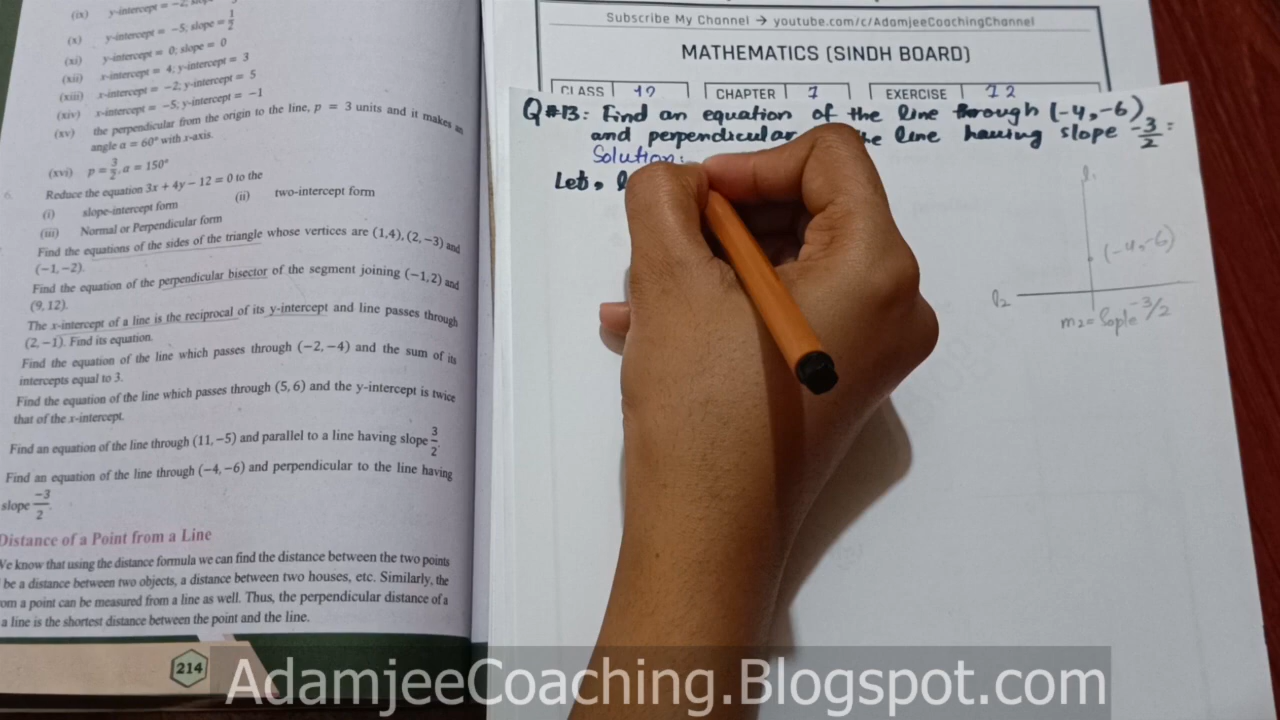 (ix) y-intercept = −2;
(x) y-intercept = −5; slope = 1/2
(xi) y-intercept = 0; slope = 0
(xii) x-intercept = 4; y-intercept = 3
(xiii) x-intercept = −2; y-intercept = 5
(xiv) x-intercept = −5; y-intercept = −1
(xv) the perpendicular from the origin to the line, p = 3 units and it makes an
angle α = 60° with x-axis.
(xvi) p = 3/2, α = 150°
6. Reduce the equation 3x + 4y − 12 = 0 to the
(i) slope-intercept form (ii) two-intercept form
(iii) Normal or Perpendicular form
Find the equations of the sides of the triangle whose vertices are (1,4), (2, −3) and
(−1, −2).
Find the equation of the perpendicular bisector of the segment joining (−1, 2) and
(9, 12).
The x-intercept of a line is the reciprocal of its y-intercept and line passes through
(2, −1). Find its equation.
Find the equation of the line which passes through (−2, −4) and the sum of its
intercepts equal to 3.
Find the equation of the line which passes through (5, 6) and the y-intercept is twice
that of the x-intercept.
Find an equation of the line through (11, −5) and parallel to a line having slope 3/2.
Find an equation of the line through (−4, −6) and perpendicular to the line having
slope −3/2.
Distance of a Point from a Line
We know that using the distance formula we can find the distance between the two points
be a distance between two objects, a distance between two houses, etc. Similarly, the
om a point can be measured from a line as well. Thus, the perpendicular distance of a
a line is the shortest distance between the point and the line.
214
Subscribe My Channel → youtube.com/c/AdamjeeCoachingChannel
MATHEMATICS (SINDH BOARD)
CLASS 12 CHAPTER 7 EXERCISE 7.2
Q#13: Find an equation of the line through (-4,-6)
and perpendicular the line having slope -3/2:
Solution:
Let, l
l1
(-4,-6)
l2
m2 = Sople -3/2
AdamjeeCoaching.Blogspot.com